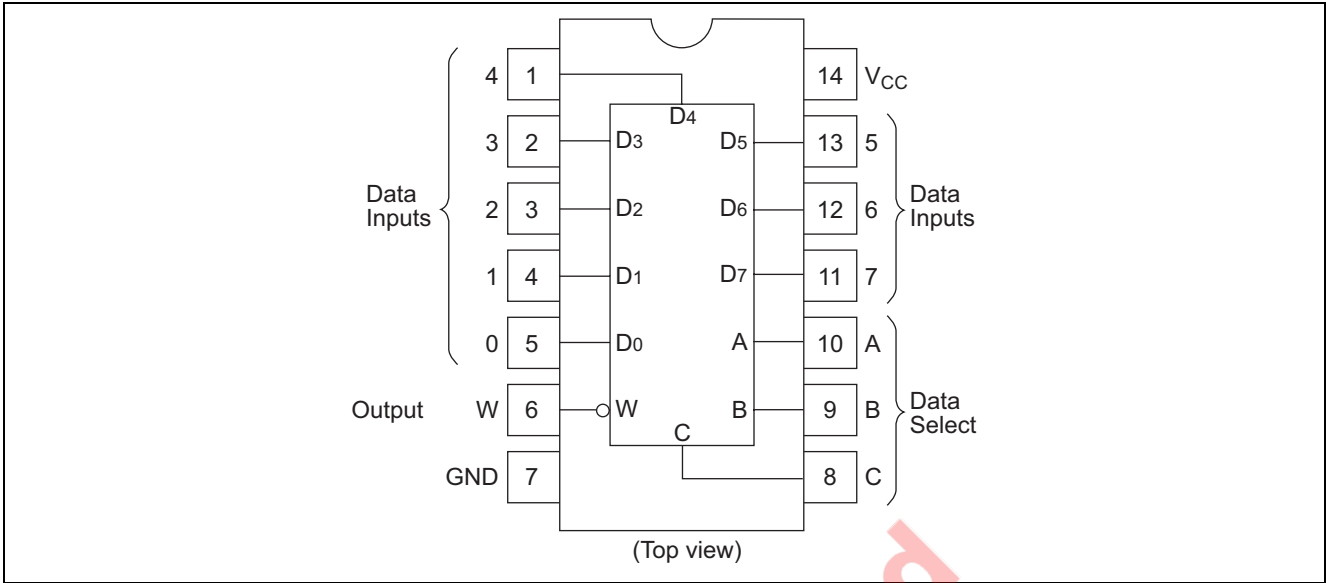 4 1 14 VCC
D4
3 2 D3 D5 13 5
Data Inputs
2 3 D2 D6 12 6
Data Inputs
1 4 D1 D7 11 7
0 5 D0 A 10 A
Output W 6 W B 9 B
Data Select
C
GND 7 8 C
(Top view)